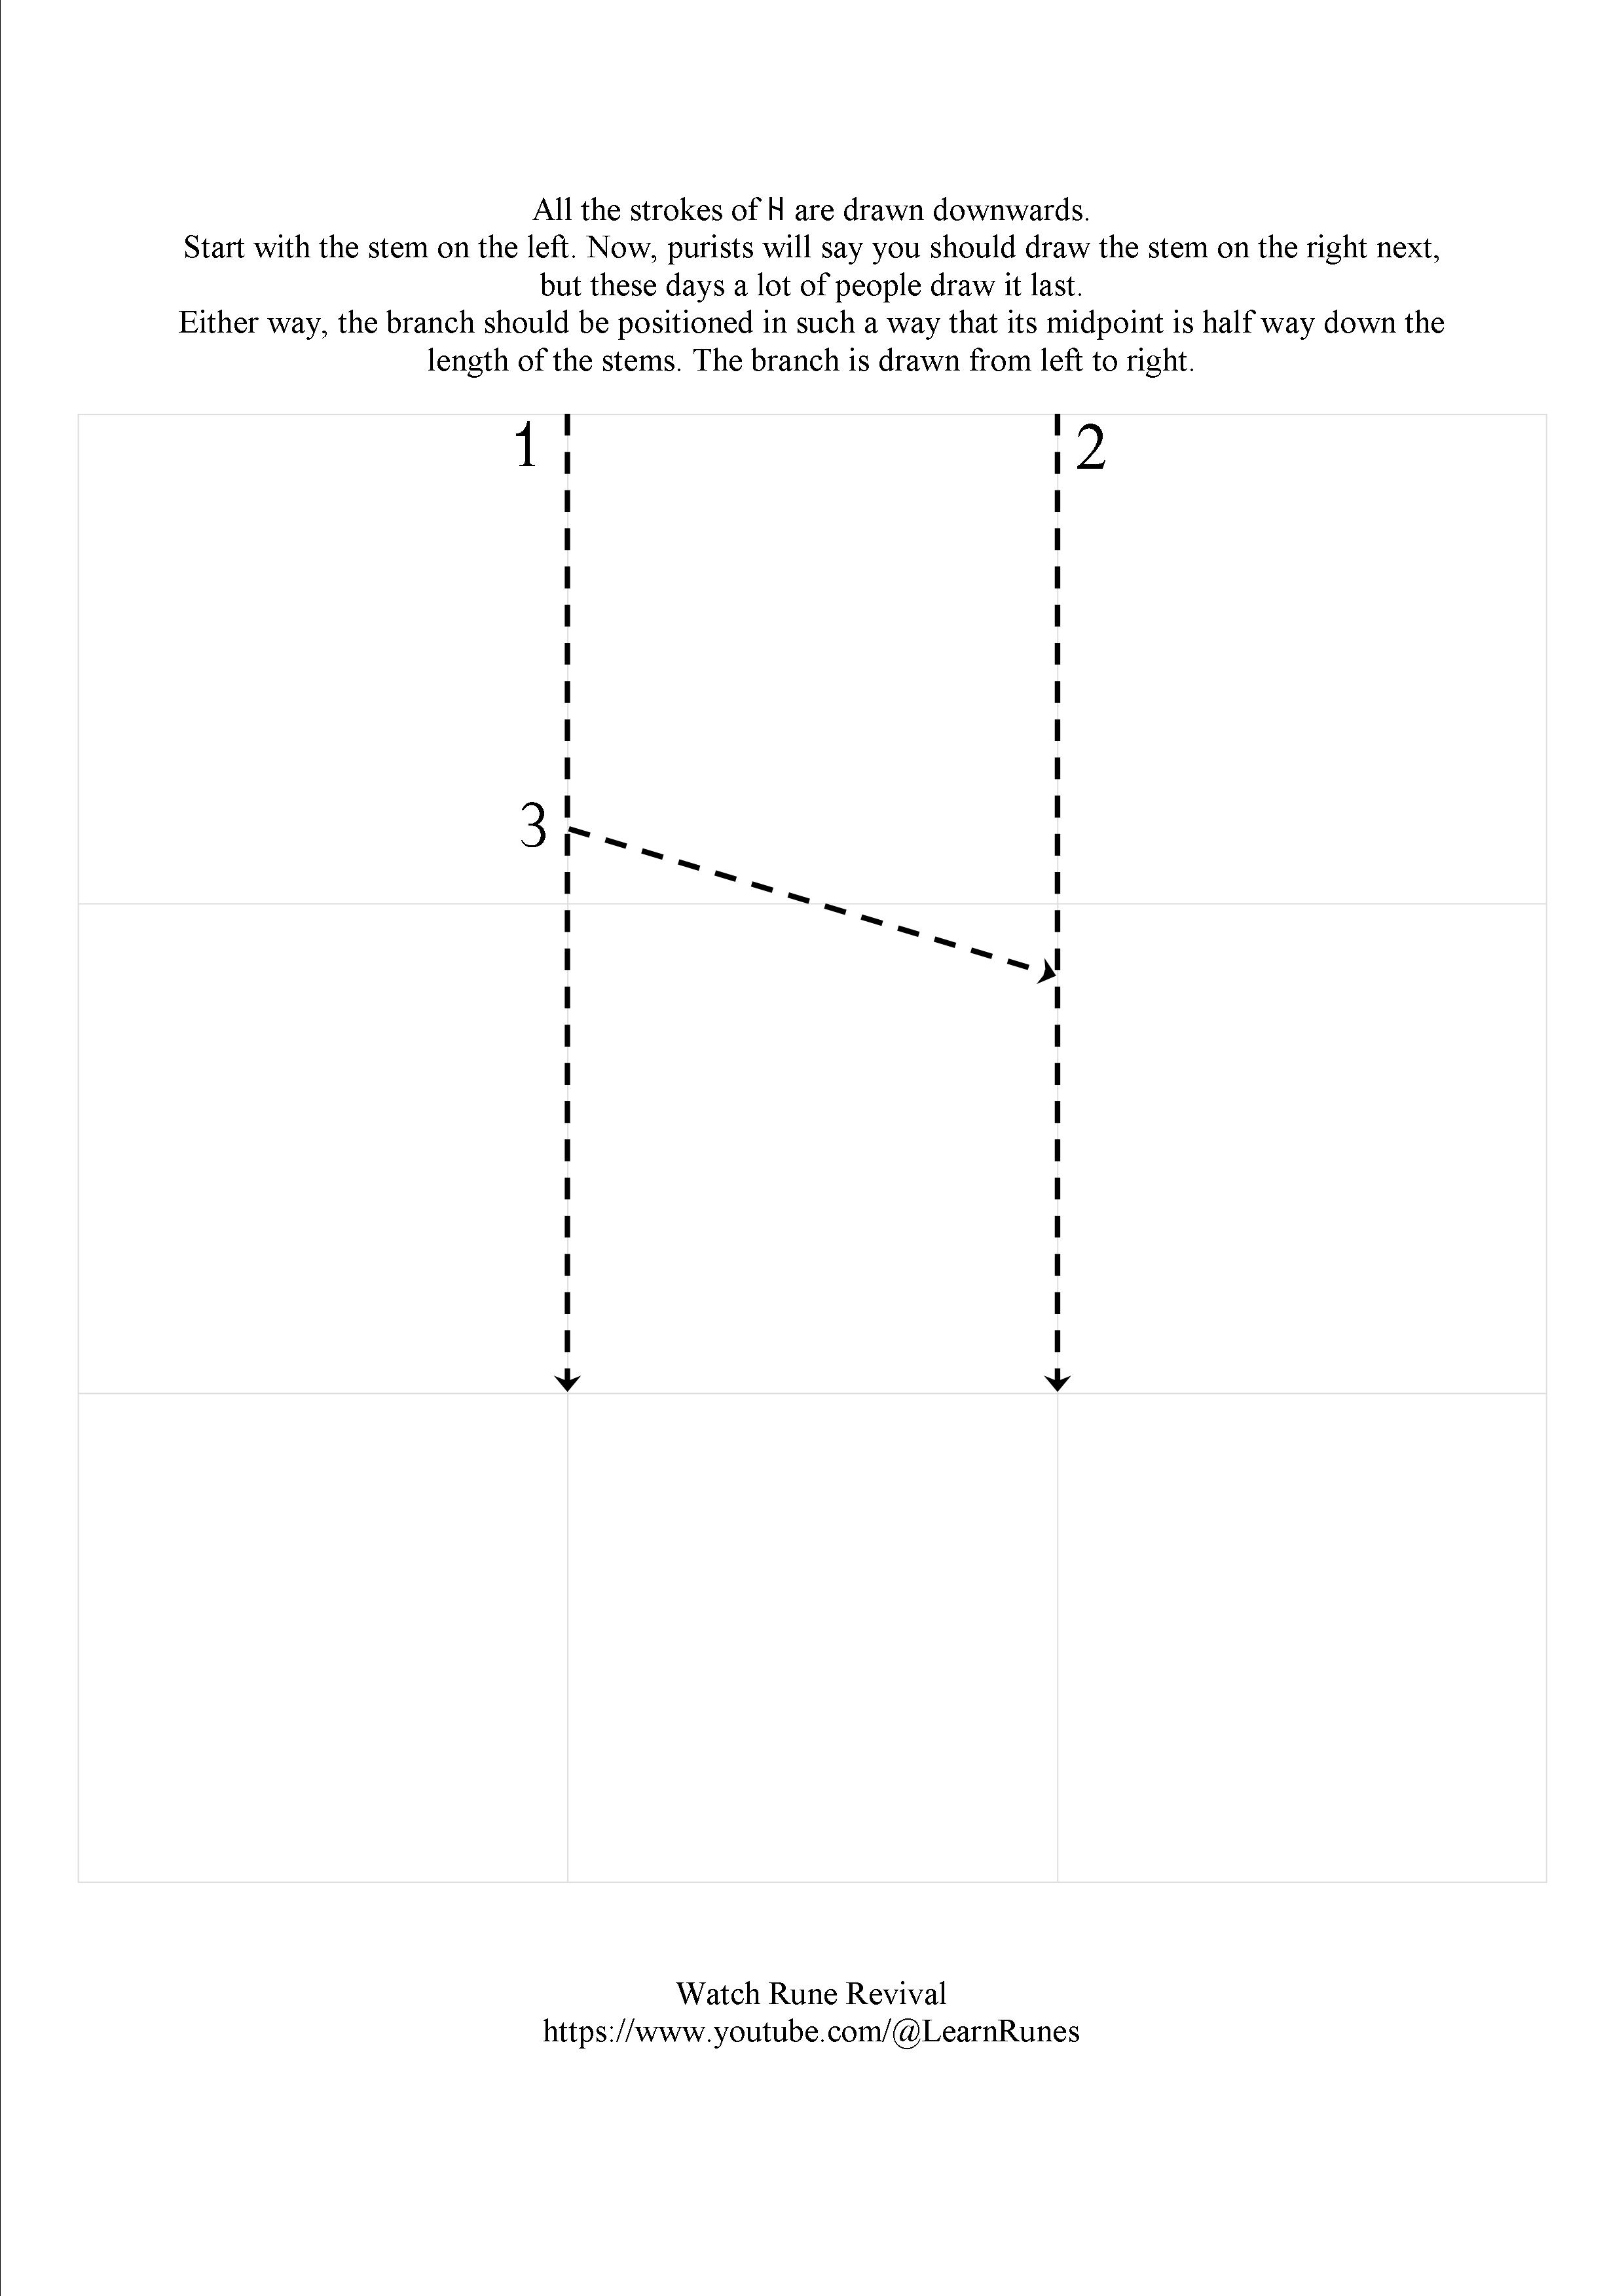 All the strokes of ᚺ are drawn downwards.
Start with the stem on the left. Now, purists will say you should draw the stem on the right next,
but these days a lot of people draw it last.
Either way, the branch should be positioned in such a way that its midpoint is half way down the
length of the stems. The branch is drawn from left to right.
1
2
3
Watch Rune Revival
https://www.youtube.com/@LearnRunes